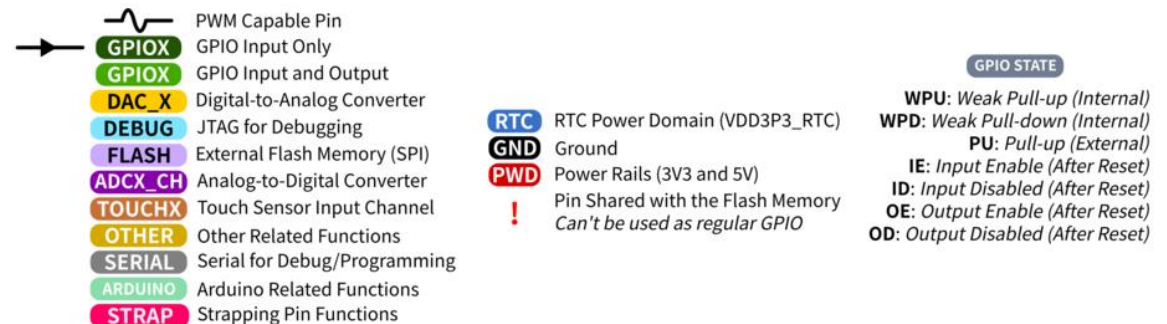 PWM Capable Pin
GPIOX GPIO Input Only
GPIOX GPIO Input and Output
DAC_X Digital-to-Analog Converter
DEBUG JTAG for Debugging
FLASH External Flash Memory (SPI)
ADCX_CH Analog-to-Digital Converter
TOUCHX Touch Sensor Input Channel
OTHER Other Related Functions
SERIAL Serial for Debug/Programming
ARDUINO Arduino Related Functions
STRAP Strapping Pin Functions
RTC RTC Power Domain (VDD3P3_RTC)
GND Ground
PWD Power Rails (3V3 and 5V)
! Pin Shared with the Flash Memory
Can't be used as regular GPIO
GPIO STATE
WPU: Weak Pull-up (Internal)
WPD: Weak Pull-down (Internal)
PU: Pull-up (External)
IE: Input Enable (After Reset)
ID: Input Disabled (After Reset)
OE: Output Enable (After Reset)
OD: Output Disabled (After Reset)